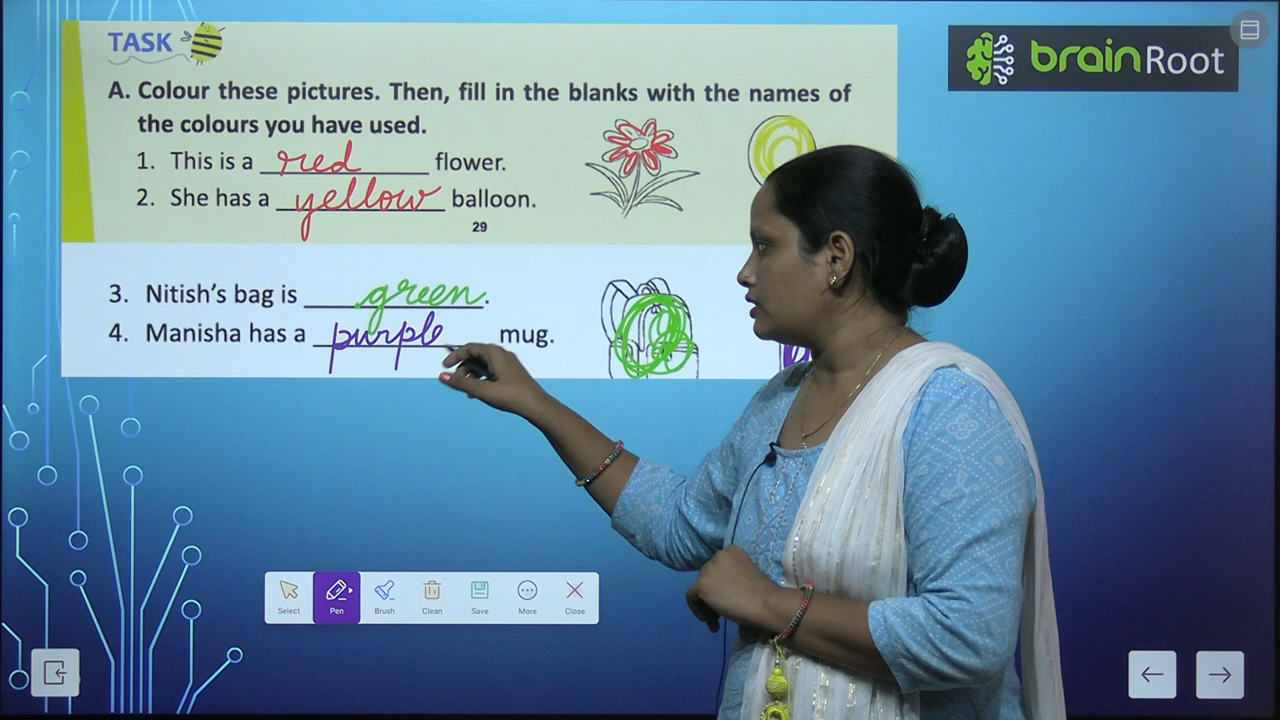 TASK
brainRoot
A. Colour these pictures. Then, fill in the blanks with the names of
the colours you have used.
1. This is a red flower.
2. She has a yellow balloon.
29
3. Nitish's bag is green.
4. Manisha has a purple mug.
Select Pen Brush Clean Save More Close